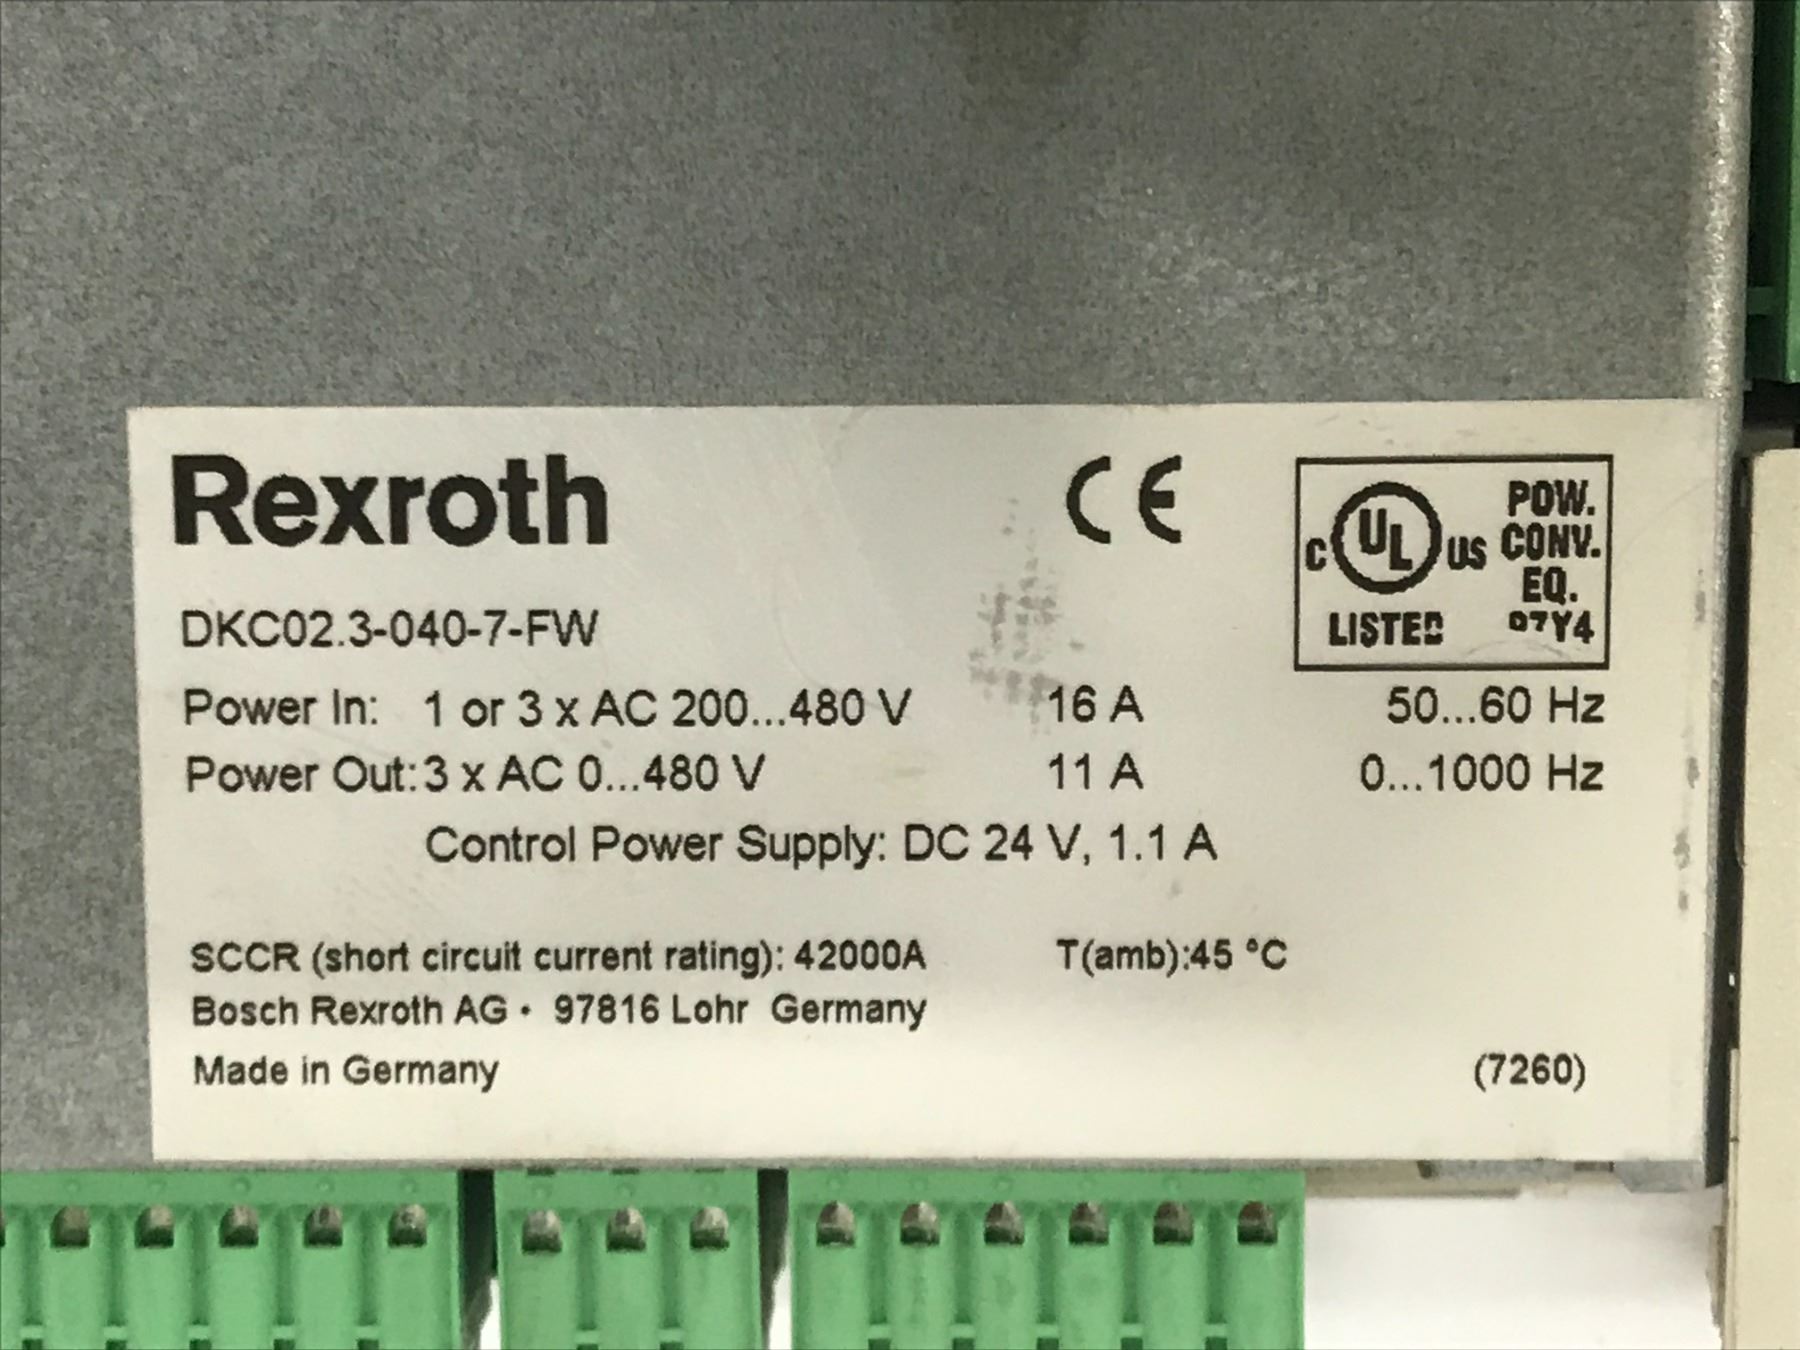 Rexroth
CE
C UL US
LISTED
POW.
CONV.
EQ.
97Y4
DKC02.3-040-7-FW
Power In: 1 or 3 x AC 200...480 V 16 A 50...60 Hz
Power Out: 3 x AC 0...480 V 11 A 0...1000 Hz
Control Power Supply: DC 24 V, 1.1 A
SCCR (short circuit current rating): 42000A T(amb):45 °C
Bosch Rexroth AG • 97816 Lohr Germany
Made in Germany (7260)